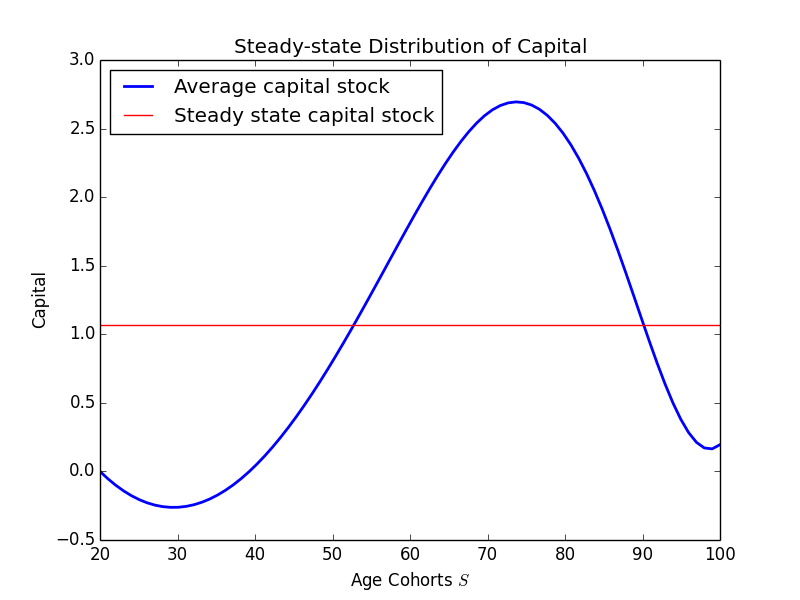 Steady-state Distribution of Capital
Average capital stock
Steady state capital stock
3.0
2.5
2.0
1.5
1.0
0.5
0.0
−0.5
Capital
20 30 40 50 60 70 80 90 100
Age Cohorts S